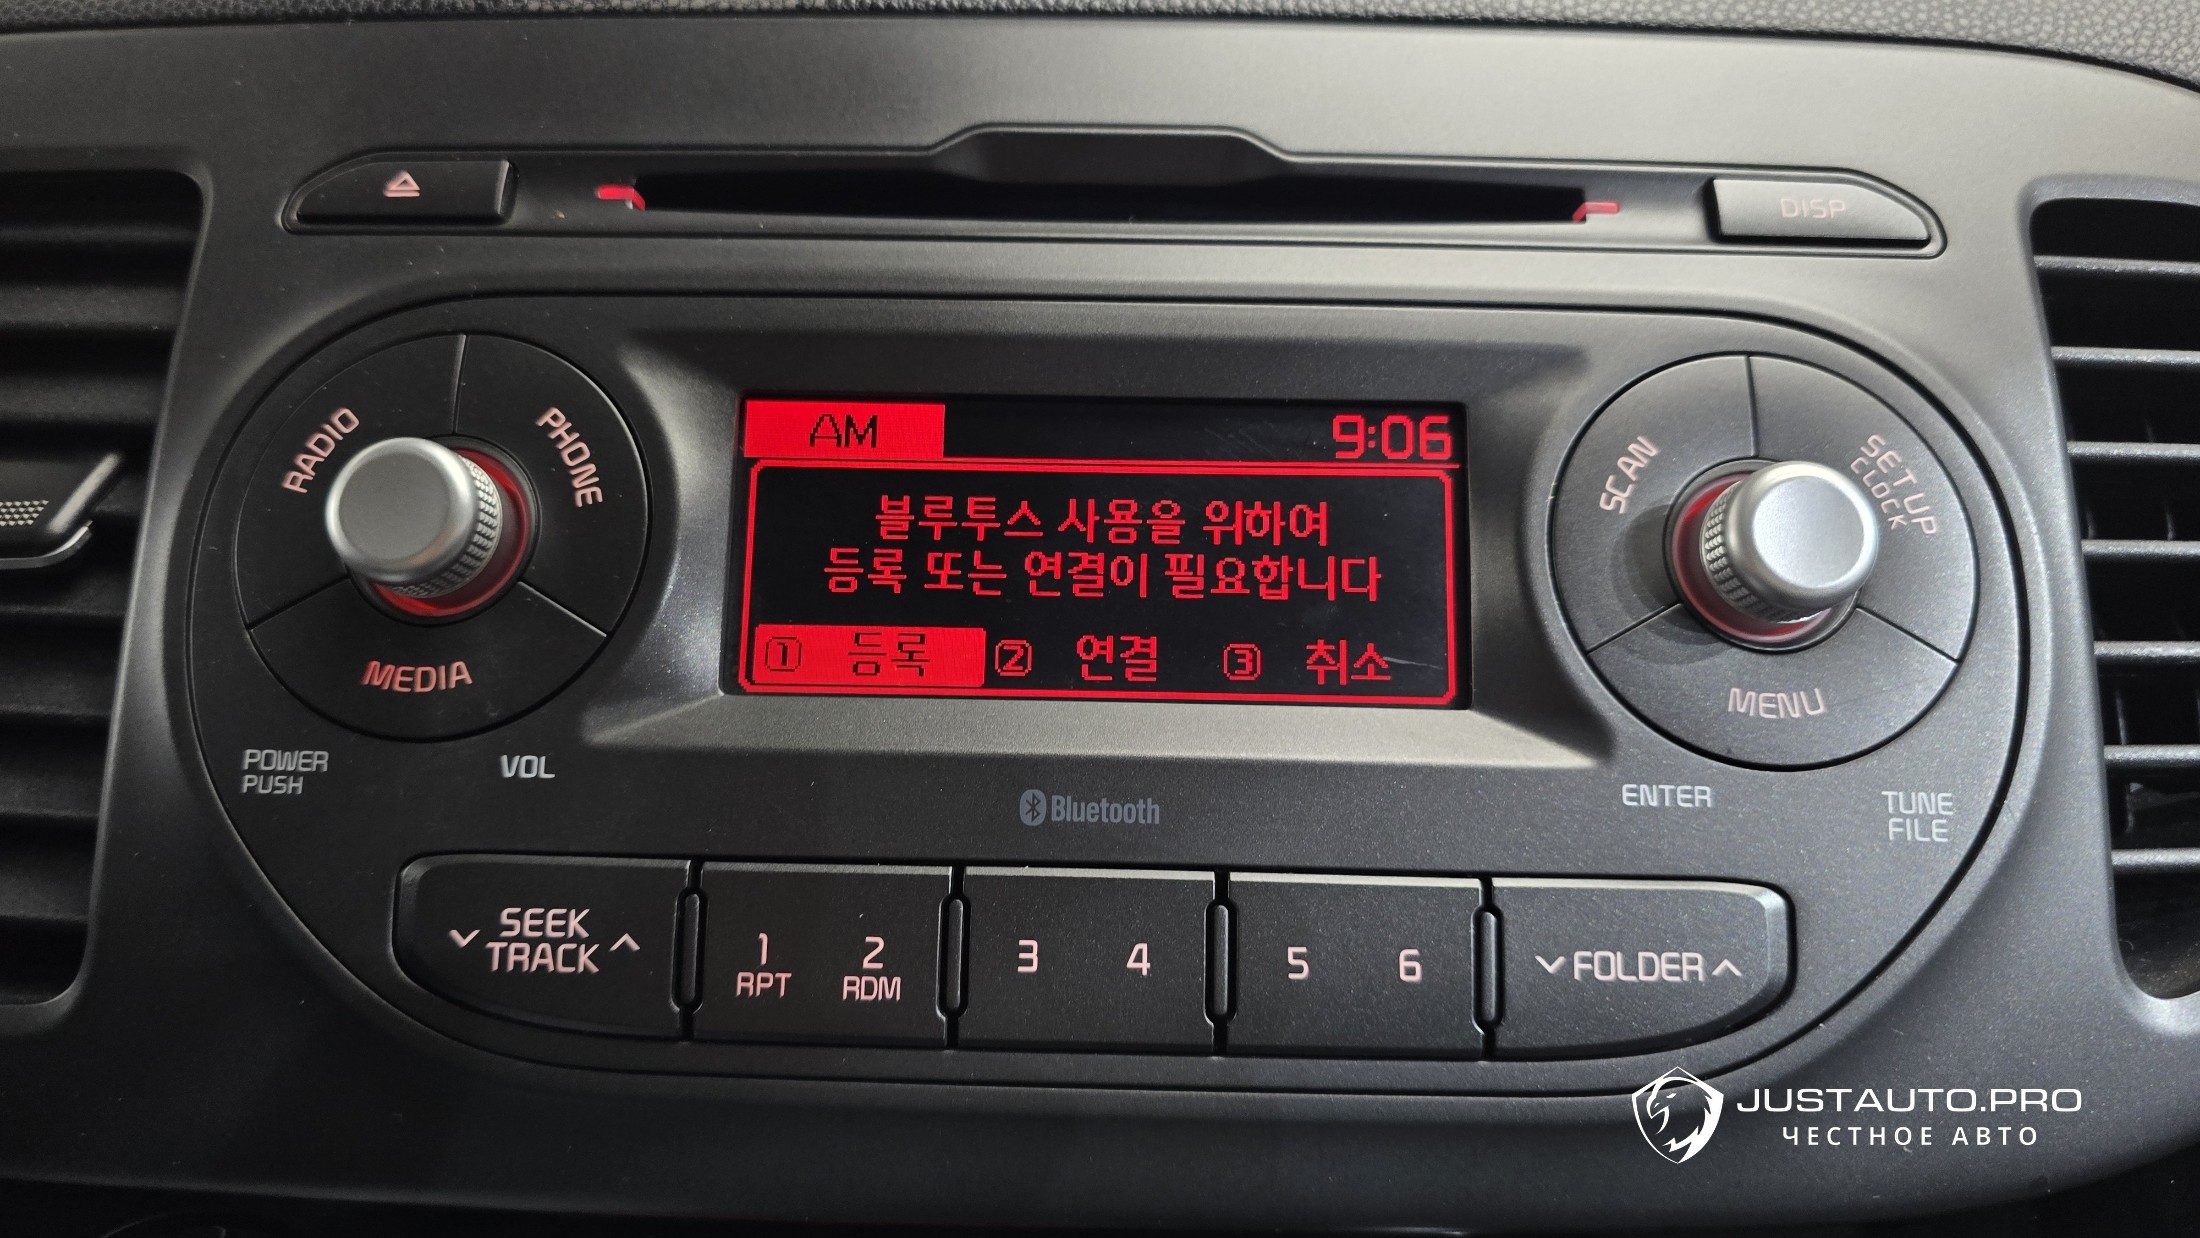 DISP
RADIO
PHONE
MEDIA
POWER
PUSH
VOL
AM 9:06
블루투스 사용을 위하여
등록 또는 연결이 필요합니다
① 등록 ② 연결 ③ 취소
SCAN
SETUP
CLOCK
MENU
ENTER
TUNE
FILE
Bluetooth
SEEK
TRACK
1 2
RPT RDM
3 4
5 6
FOLDER
JUSTAUTO.PRO
ЧЕСТНОЕ АВТО